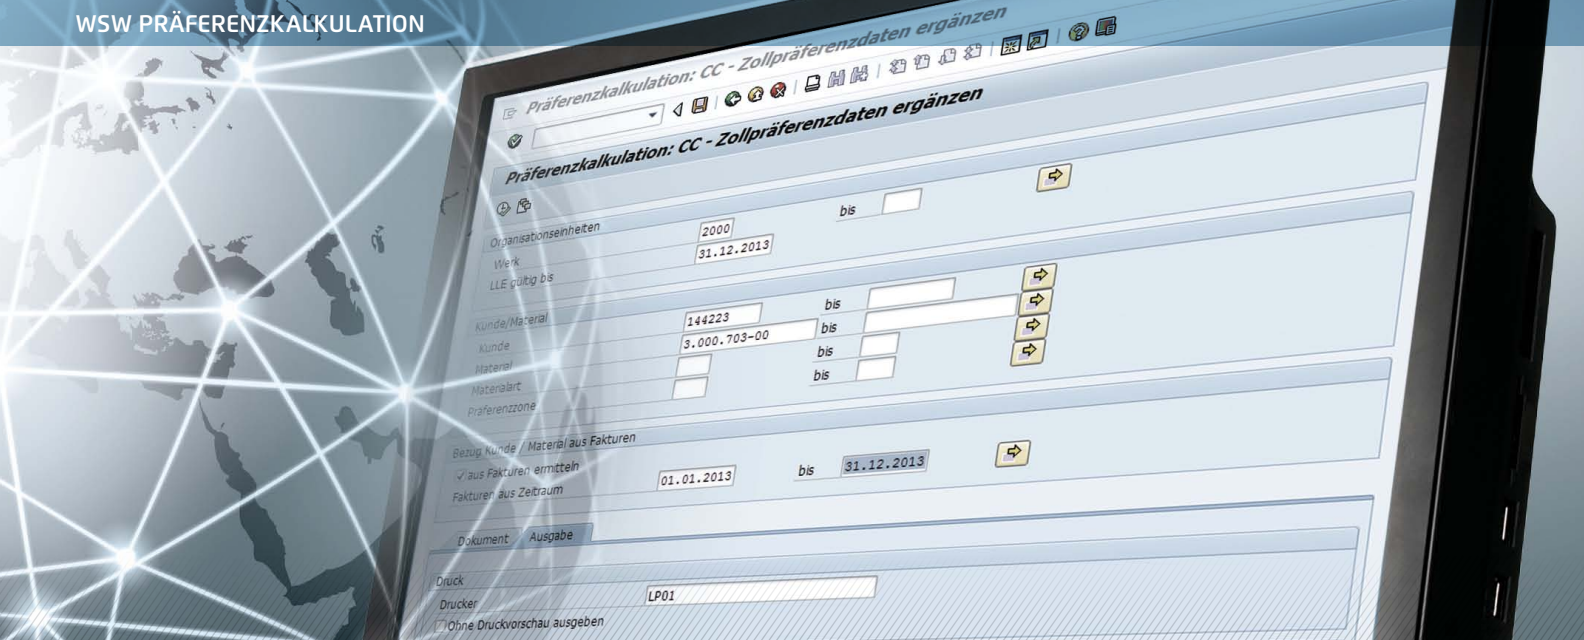 WSW PRÄFERENZKALKULATION
Präferenzkalkulation: CC - Zollpräferenzdaten ergänzen
Präferenzkalkulation: CC - Zollpräferenzdaten ergänzen
Organisationseinheiten
Werk 2000 bis
LLE gültig bis 31.12.2013
Kunde/Material
Kunde 144223 bis
Material 3.000.703-00 bis
Materialart bis
Präferenzzone bis
Bezug Kunde / Material aus Fakturen
aus Fakturen ermitteln
Fakturen aus Zeitraum 01.01.2013 bis 31.12.2013
Dokument Ausgabe
Druck
Drucker LP01
Ohne Druckvorschau ausgeben